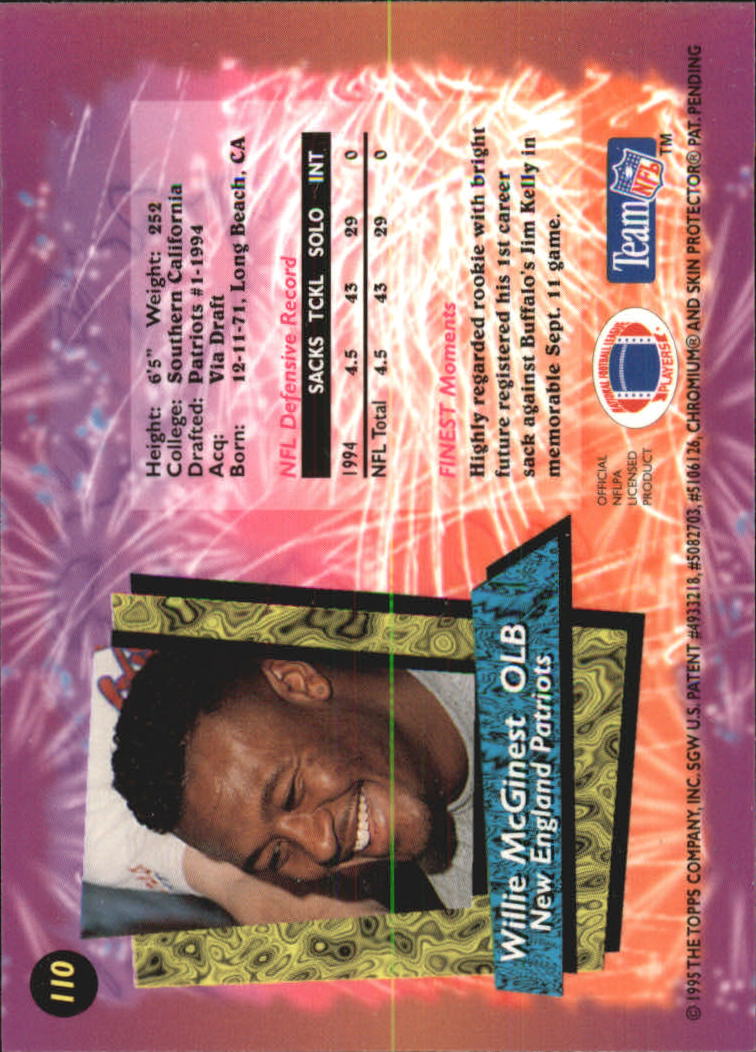 110
Height: 6'5" Weight: 252
College: Southern California
Drafted: Patriots #1-1994
Acq: Via Draft
Born: 12-11-71, Long Beach, CA
NFL Defensive Record
SACKS TCKL SOLO INT
1994 4.5 43 29 0
NFL Total 4.5 43 29 0
FINEST Moments
Highly regarded rookie with bright
future registered his 1st career
sack against Buffalo's Jim Kelly in
memorable Sept. 11 game.
Willie McGinest OLB
New England Patriots
OFFICIAL
NFLPA
LICENSED
PRODUCT
NATIONAL FOOTBALL LEAGUE
PLAYERS
Team NFL TM
© 1995 THE TOPPS COMPANY, INC. SGW U.S. PATENT #4933218, #5082703, #5106126, CHROMIUM® AND SKIN PROTECTOR® PAT. PENDING